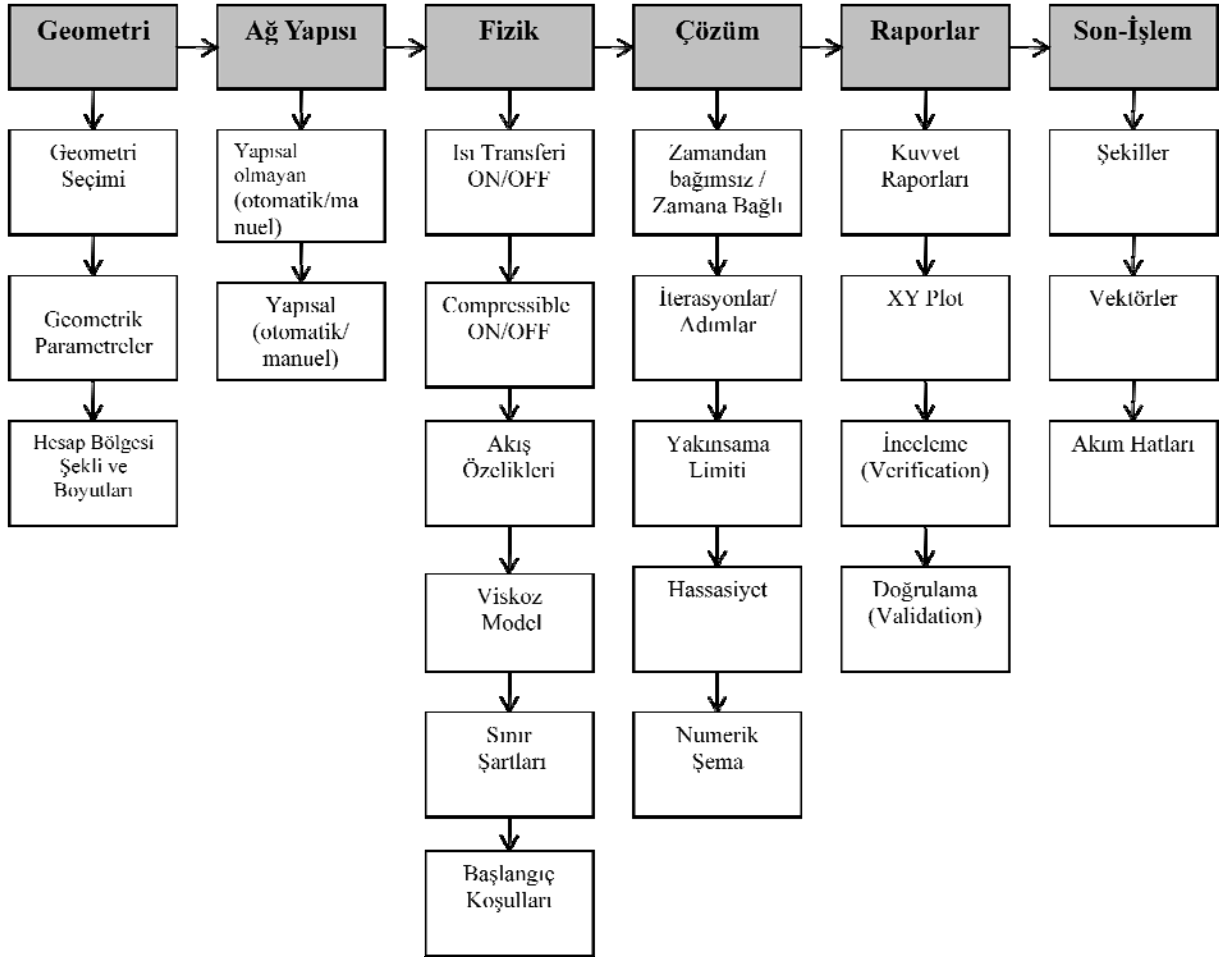 Geometri
Ağ Yapısı
Fizik
Çözüm
Raporlar
Son-İşlem
Geometri
Seçimi
Geometrik
Parametreler
Hesap Bölgesi
Şekli ve
Boyutları
Yapısal
olmayan
(otomatik/ma
nuel)
Yapısal
(otomatik/
manuel)
Isı Transferi
ON/OFF
Compressible
ON/OFF
Akış
Özelikleri
Viskoz
Model
Sınır
Şartları
Başlangıç
Koşulları
Zamandan
bağımsız /
Zamana Bağlı
İterasyonlar/
Adımlar
Yakınsama
Limiti
Hassasiyet
Numerik
Şema
Kuvvet
Raporları
XY Plot
İnceleme
(Verification)
Doğrulama
(Validation)
Şekiller
Vektörler
Akım Hatları